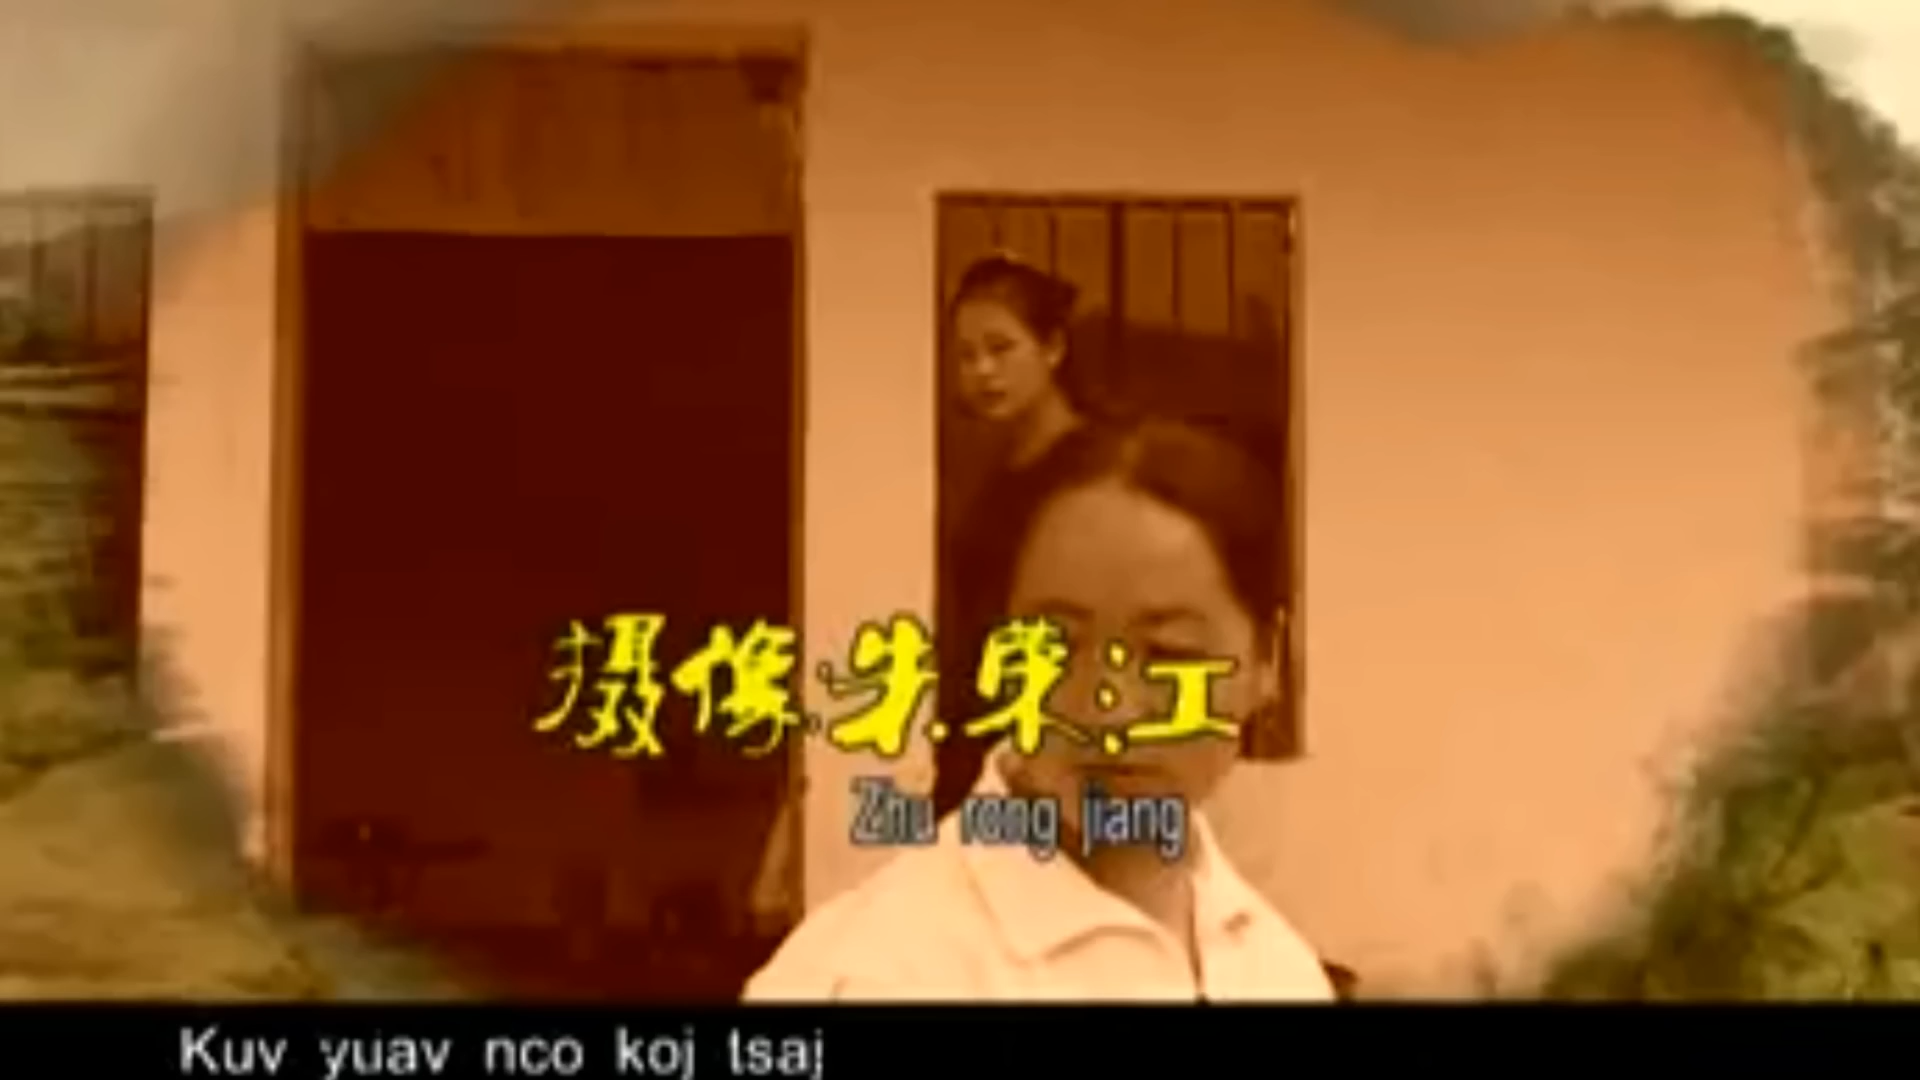 摄像:朱荣江
Zhu rong jiang
Kuv yuav nco koj tsaj